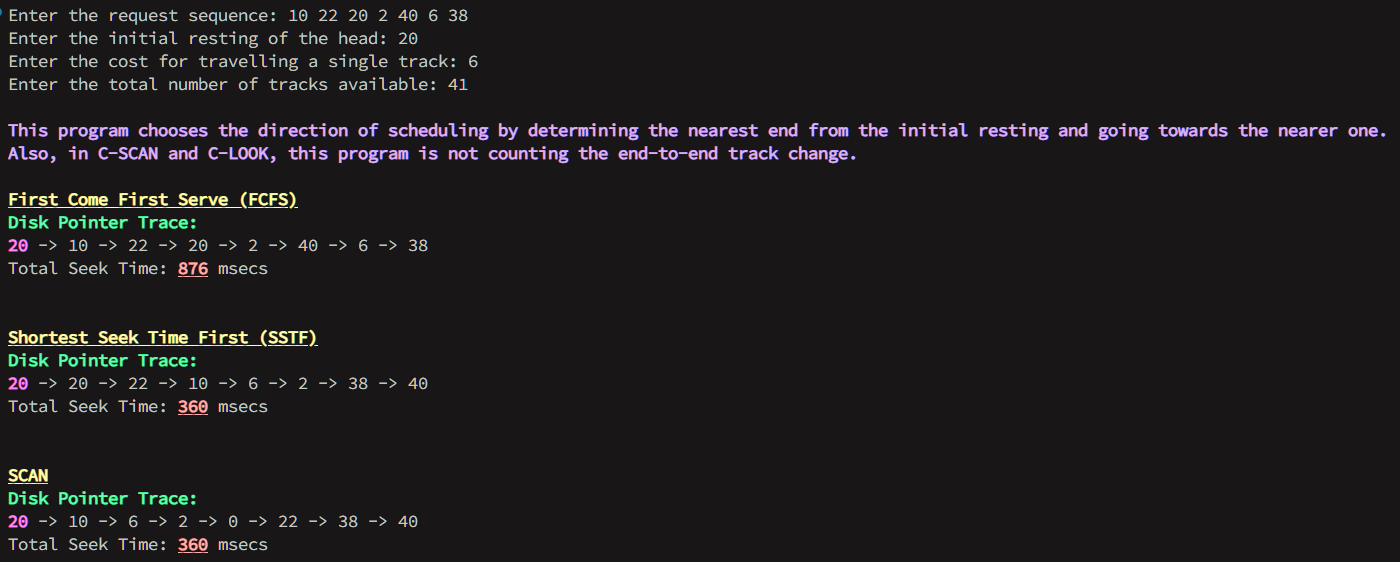 Enter the request sequence: 10 22 20 2 40 6 38
Enter the initial resting of the head: 20
Enter the cost for travelling a single track: 6
Enter the total number of tracks available: 41
This program chooses the direction of scheduling by determining the nearest end from the initial resting and going towards the nearer one.
Also, in C-SCAN and C-LOOK, this program is not counting the end-to-end track change.
First Come First Serve (FCFS)
Disk Pointer Trace:
20 -> 10 -> 22 -> 20 -> 2 -> 40 -> 6 -> 38
Total Seek Time: 876 msecs
Shortest Seek Time First (SSTF)
Disk Pointer Trace:
20 -> 20 -> 22 -> 10 -> 6 -> 2 -> 38 -> 40
Total Seek Time: 360 msecs
SCAN
Disk Pointer Trace:
20 -> 10 -> 6 -> 2 -> 0 -> 22 -> 38 -> 40
Total Seek Time: 360 msecs